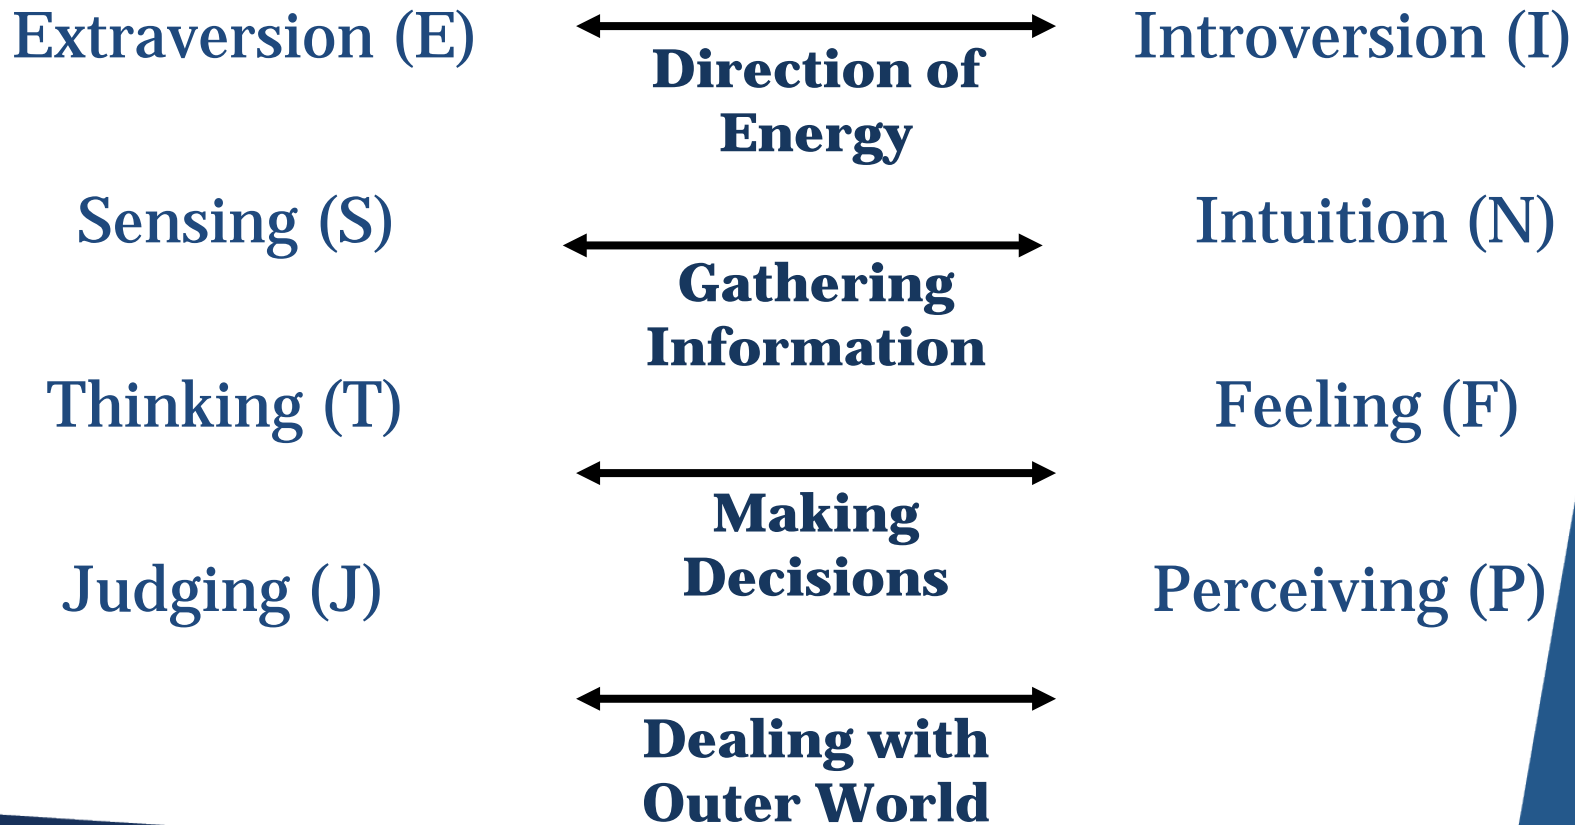 Extraversion (E)
Introversion (I)
Direction of
Energy
Sensing (S)
Intuition (N)
Gathering
Information
Thinking (T)
Feeling (F)
Making
Decisions
Judging (J)
Perceiving (P)
Dealing with
Outer World